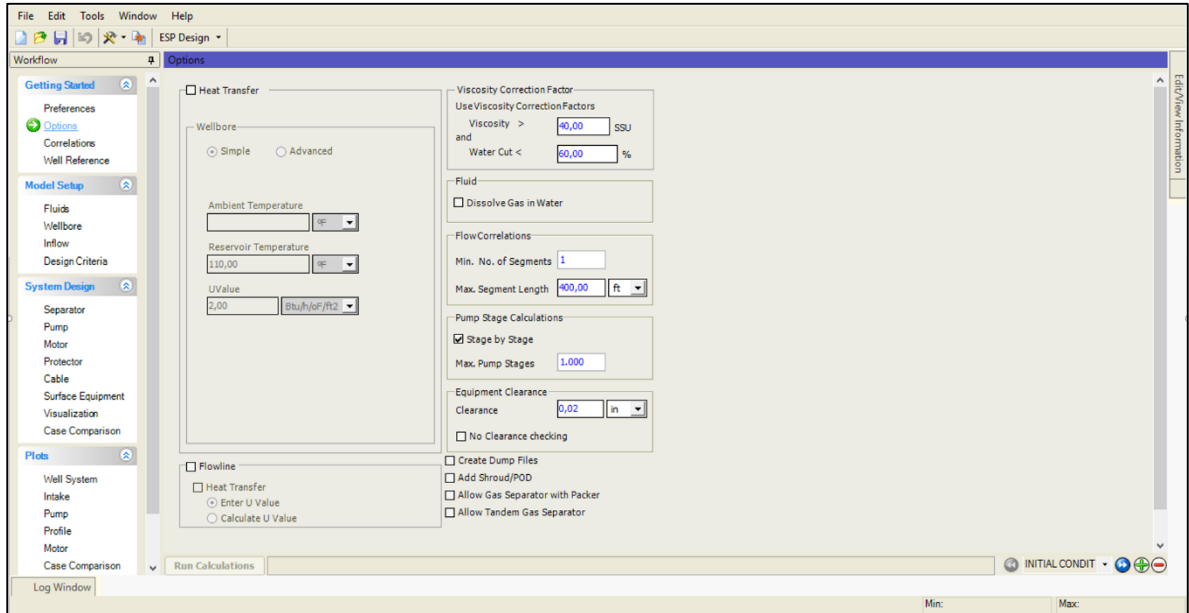 File Edit Tools Window Help
ESP Design
Workflow
Getting Started
Preferences
Options
Correlations
Well Reference
Model Setup
Fluids
Wellbore
Inflow
Design Criteria
System Design
Separator
Pump
Motor
Protector
Cable
Surface Equipment
Visualization
Case Comparison
Plots
Well System
Intake
Pump
Profile
Motor
Case Comparison
Options
Heat Transfer
Wellbore
Simple Advanced
Ambient Temperature
ºF
Reservoir Temperature
110,00 ºF
UValue
2,00 Btu/h/oF/ft2
Flowline
Heat Transfer
Enter U Value
Calculate U Value
Viscosity Correction Factor
Use Viscosity Correction Factors
Viscosity > 40,00 SSU
and
Water Cut < 60,00 %
Fluid
Dissolve Gas in Water
Flow Correlations
Min. No. of Segments 1
Max. Segment Length 400,00 ft
Pump Stage Calculations
Stage by Stage
Max. Pump Stages 1.000
Equipment Clearance
Clearance 0,02 in
No Clearance checking
Create Dump Files
Add Shroud/POD
Allow Gas Separator with Packer
Allow Tandem Gas Separator
Edit/View Information
Run Calculations
INITIAL CONDIT
Log Window
Min: Max: